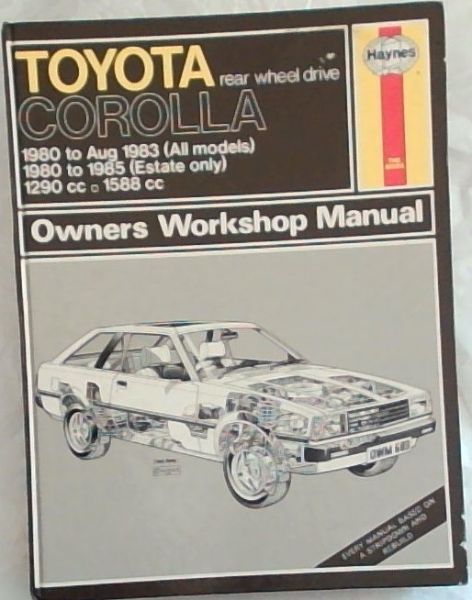 TOYOTA rear wheel drive
COROLLA
1980 to Aug 1983 (All models)
1980 to 1985 (Estate only)
1290 cc □ 1588 cc
Haynes
Owners Workshop Manual
EVERY MANUAL BASED ON
A STRIPDOWN AND
REBUILD